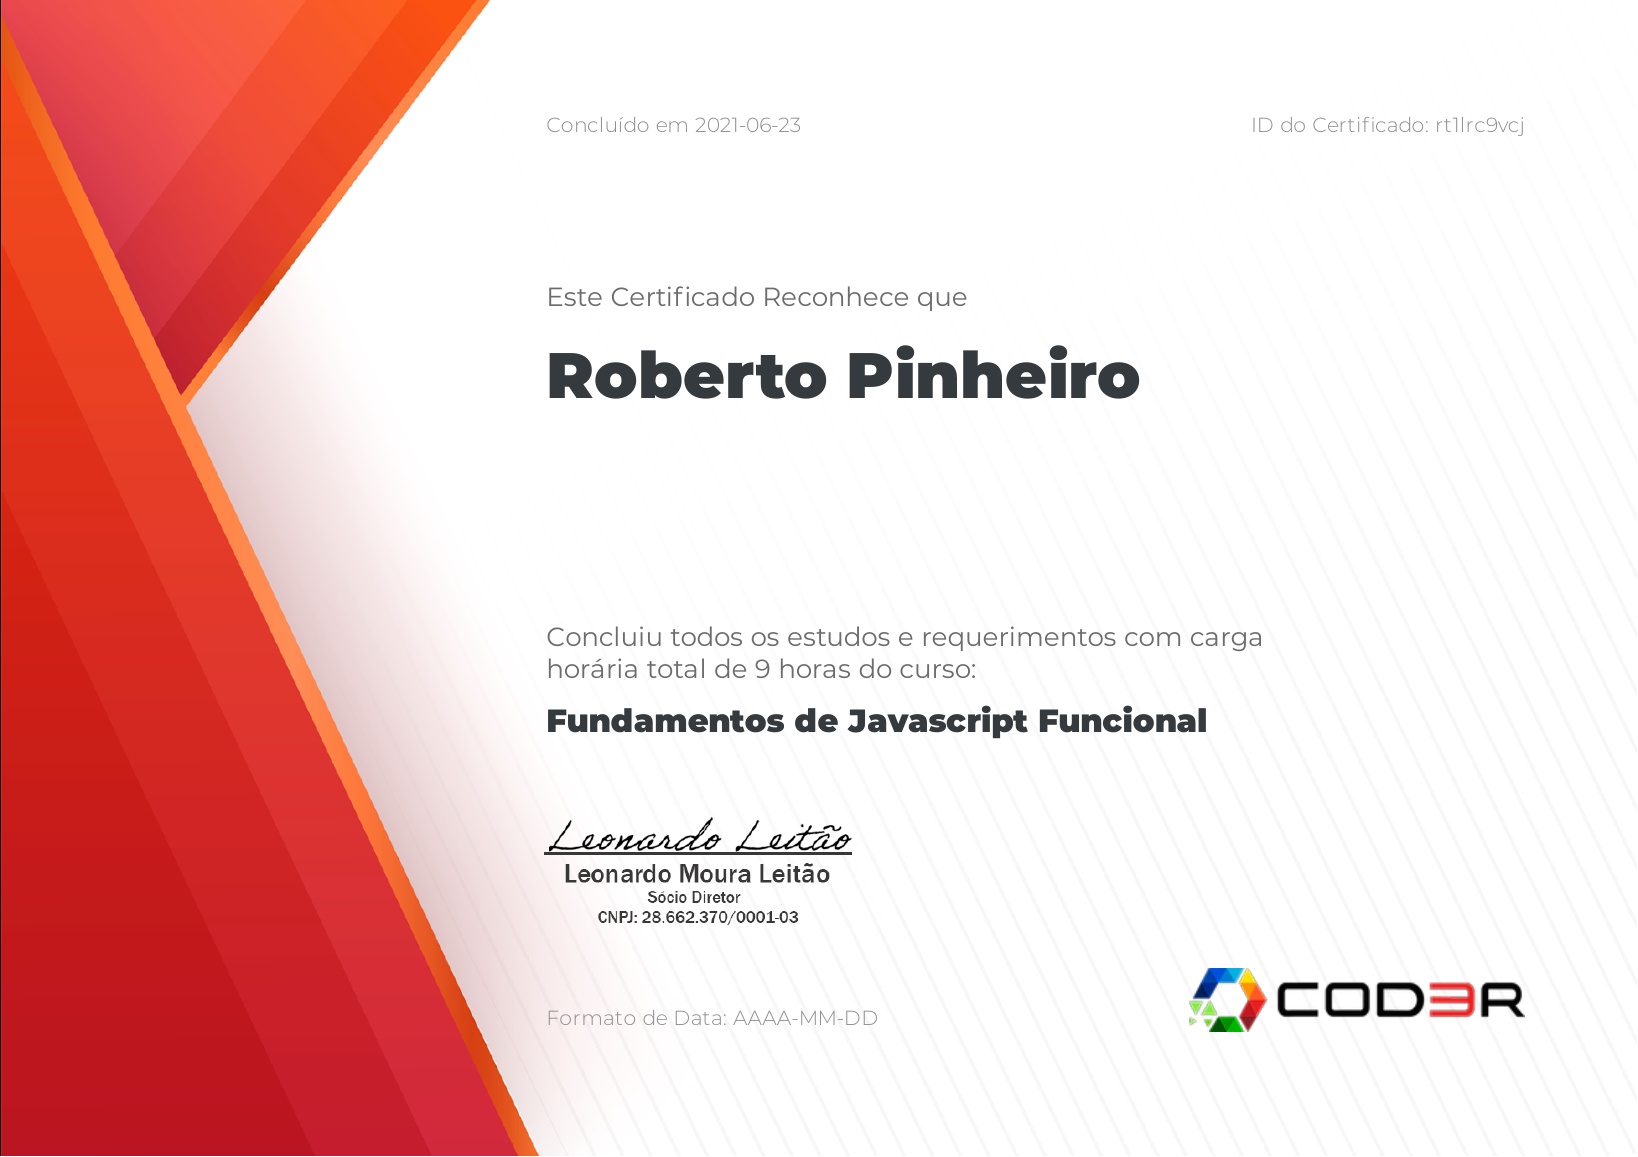 Concluído em 2021-06-23
ID do Certificado: rt1lrc9vcj
Este Certificado Reconhece que
Roberto Pinheiro
Concluiu todos os estudos e requerimentos com carga
horária total de 9 horas do curso:
Fundamentos de Javascript Funcional
Leonardo Leitão
Leonardo Moura Leitão
Sócio Diretor
CNPJ: 28.662.370/0001-03
Formato de Data: AAAA-MM-DD
COD3R